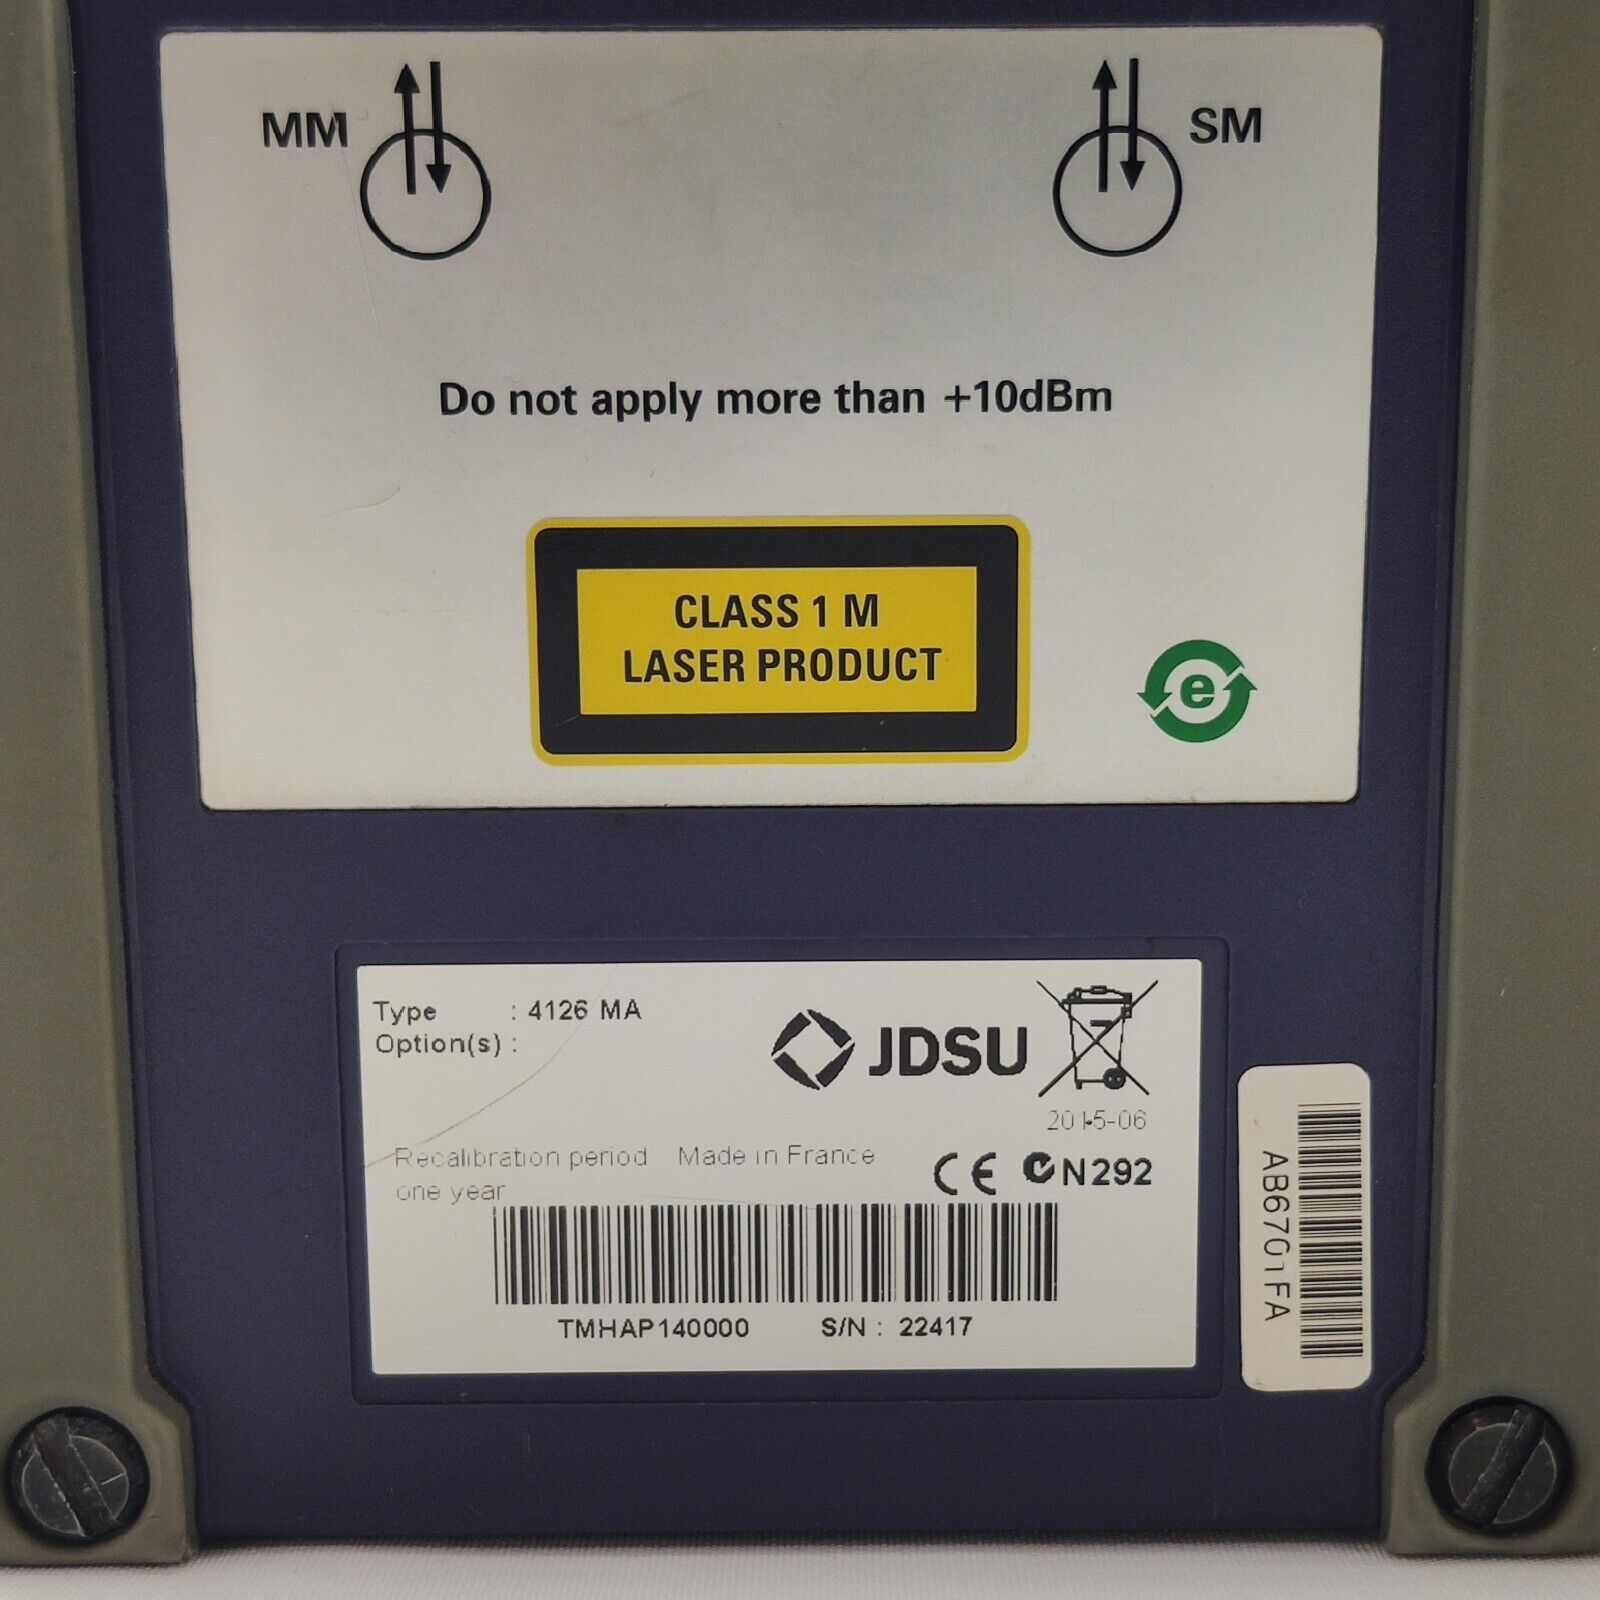 MM
SM
Do not apply more than +10dBm
CLASS 1 M
LASER PRODUCT
e
Type : 4126 MA
Option(s) :
JDSU
2015-06
Recalibration period Made in France
one year
CE N292
TMHAP140000 S/N : 22417